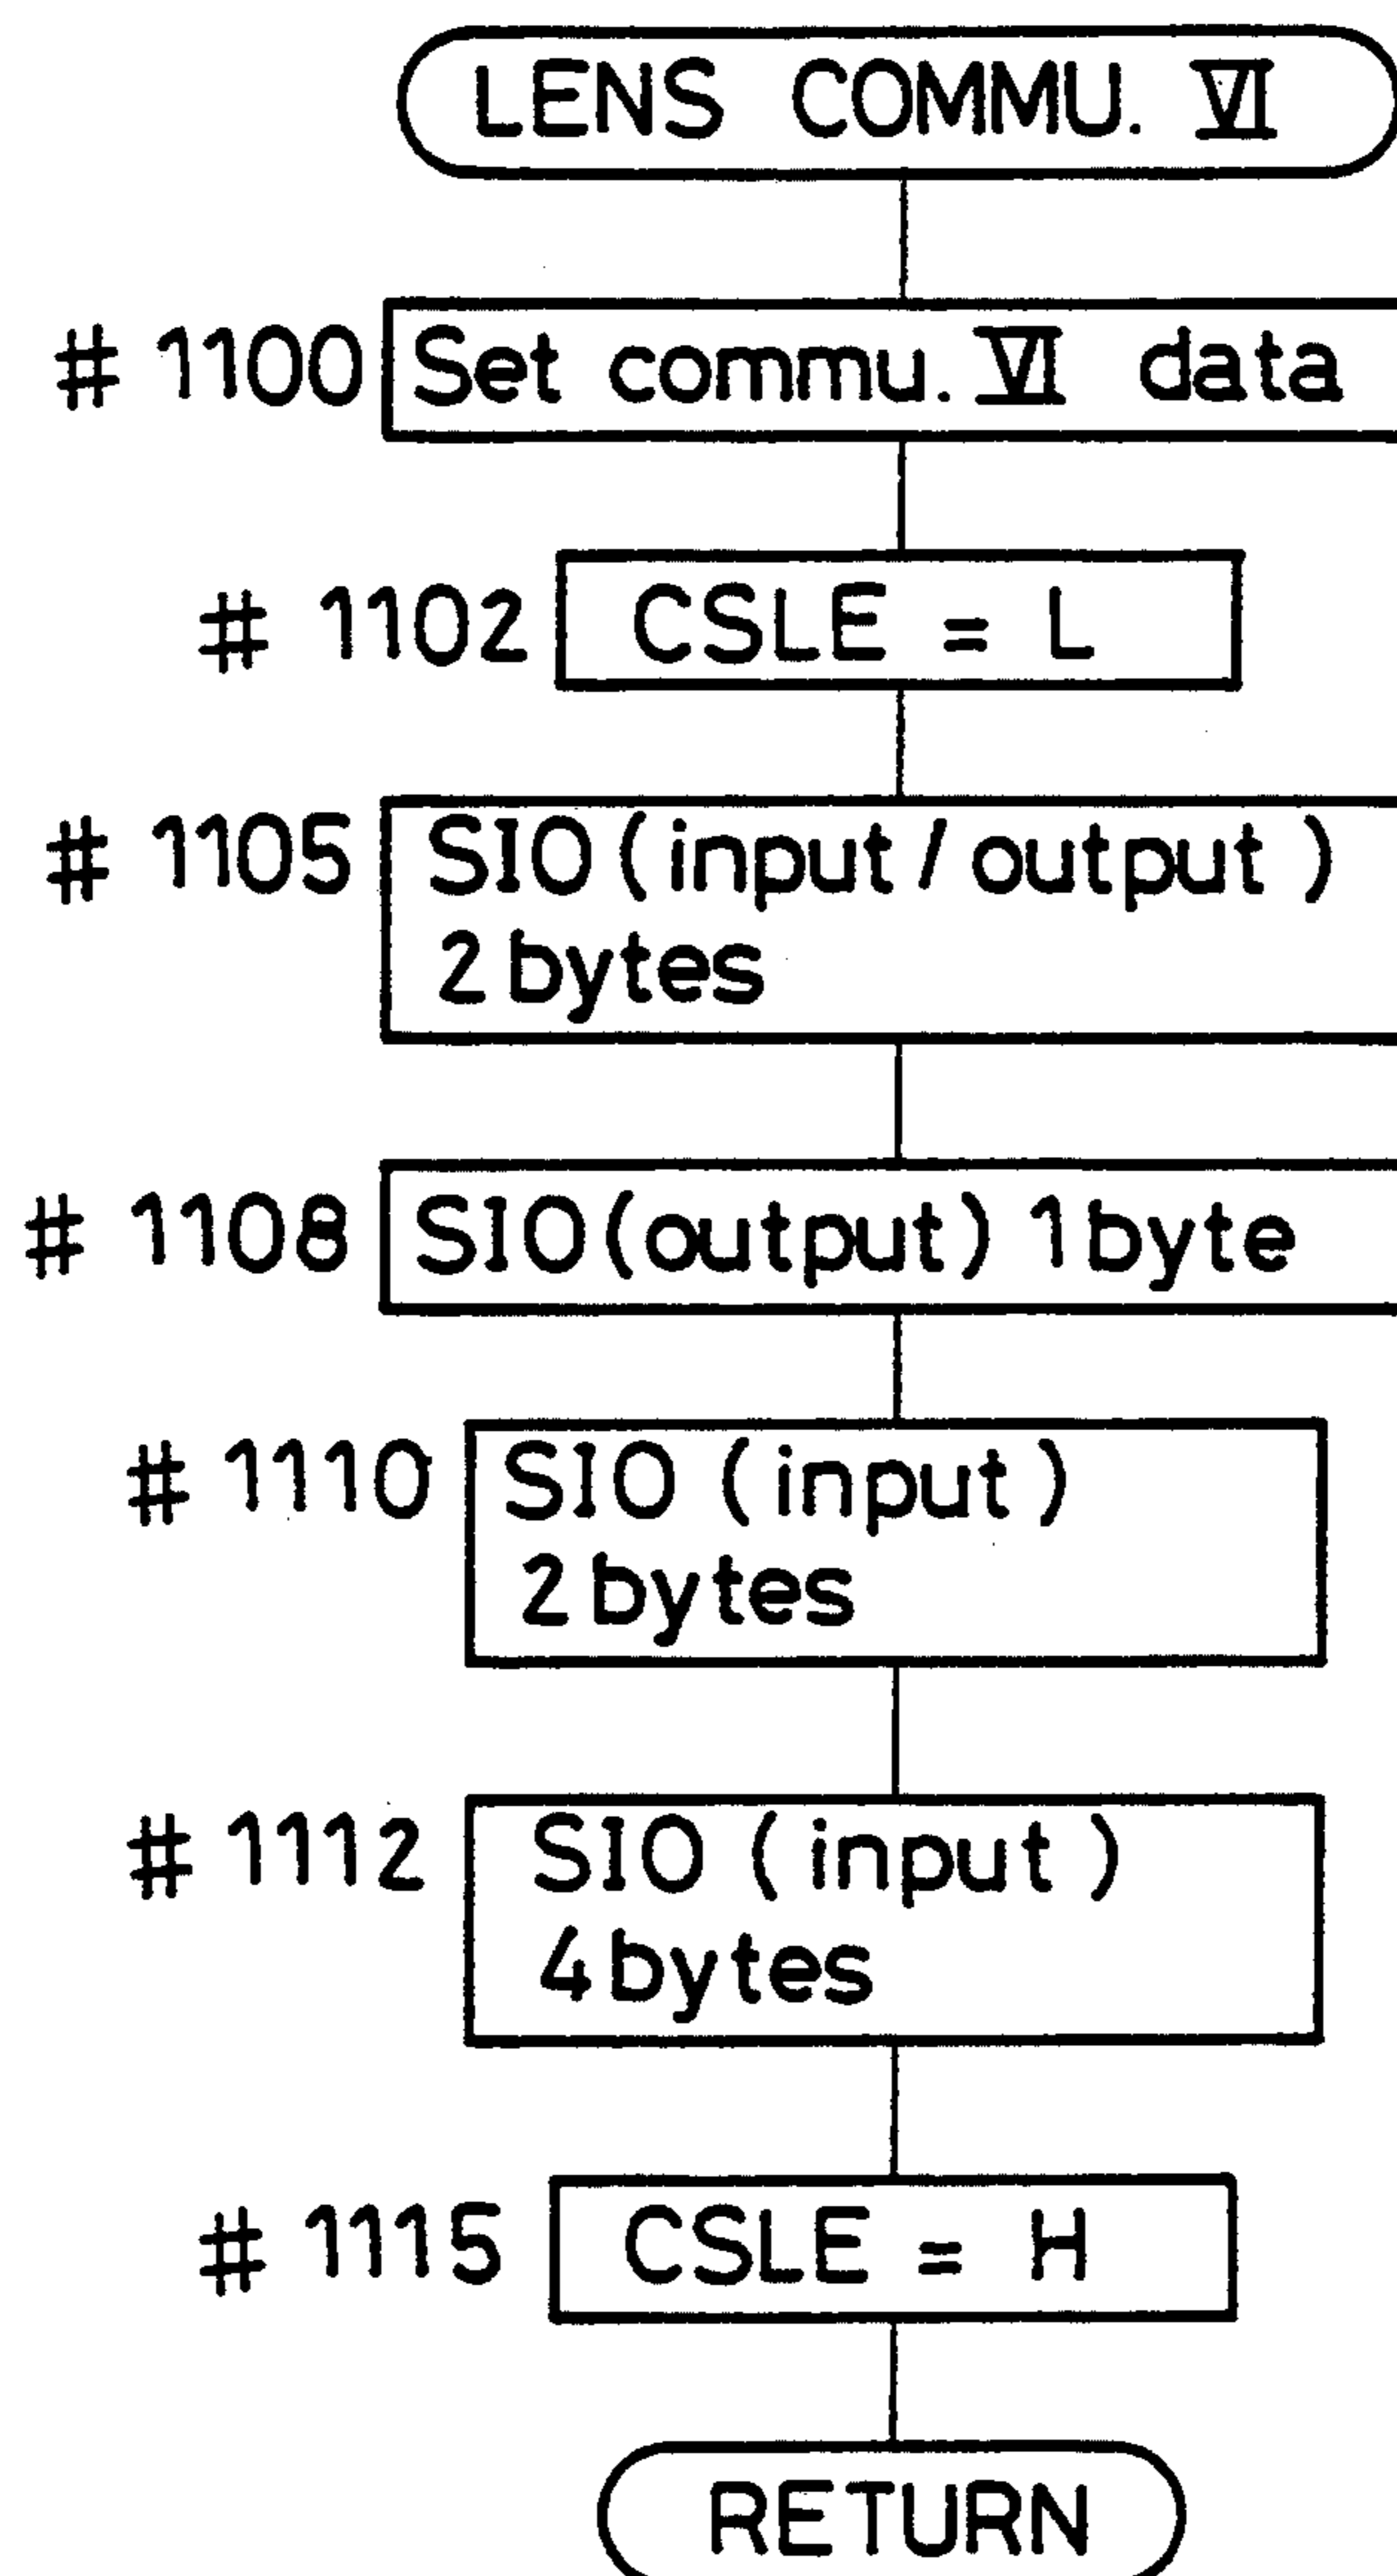 LENS COMMU. VI
# 1100 Set commu. VI data
# 1102 CSLE = L
# 1105 SIO (input / output)
2 bytes
# 1108 SIO (output) 1 byte
# 1110 SIO (input)
2 bytes
# 1112 SIO (input)
4 bytes
# 1115 CSLE = H
RETURN